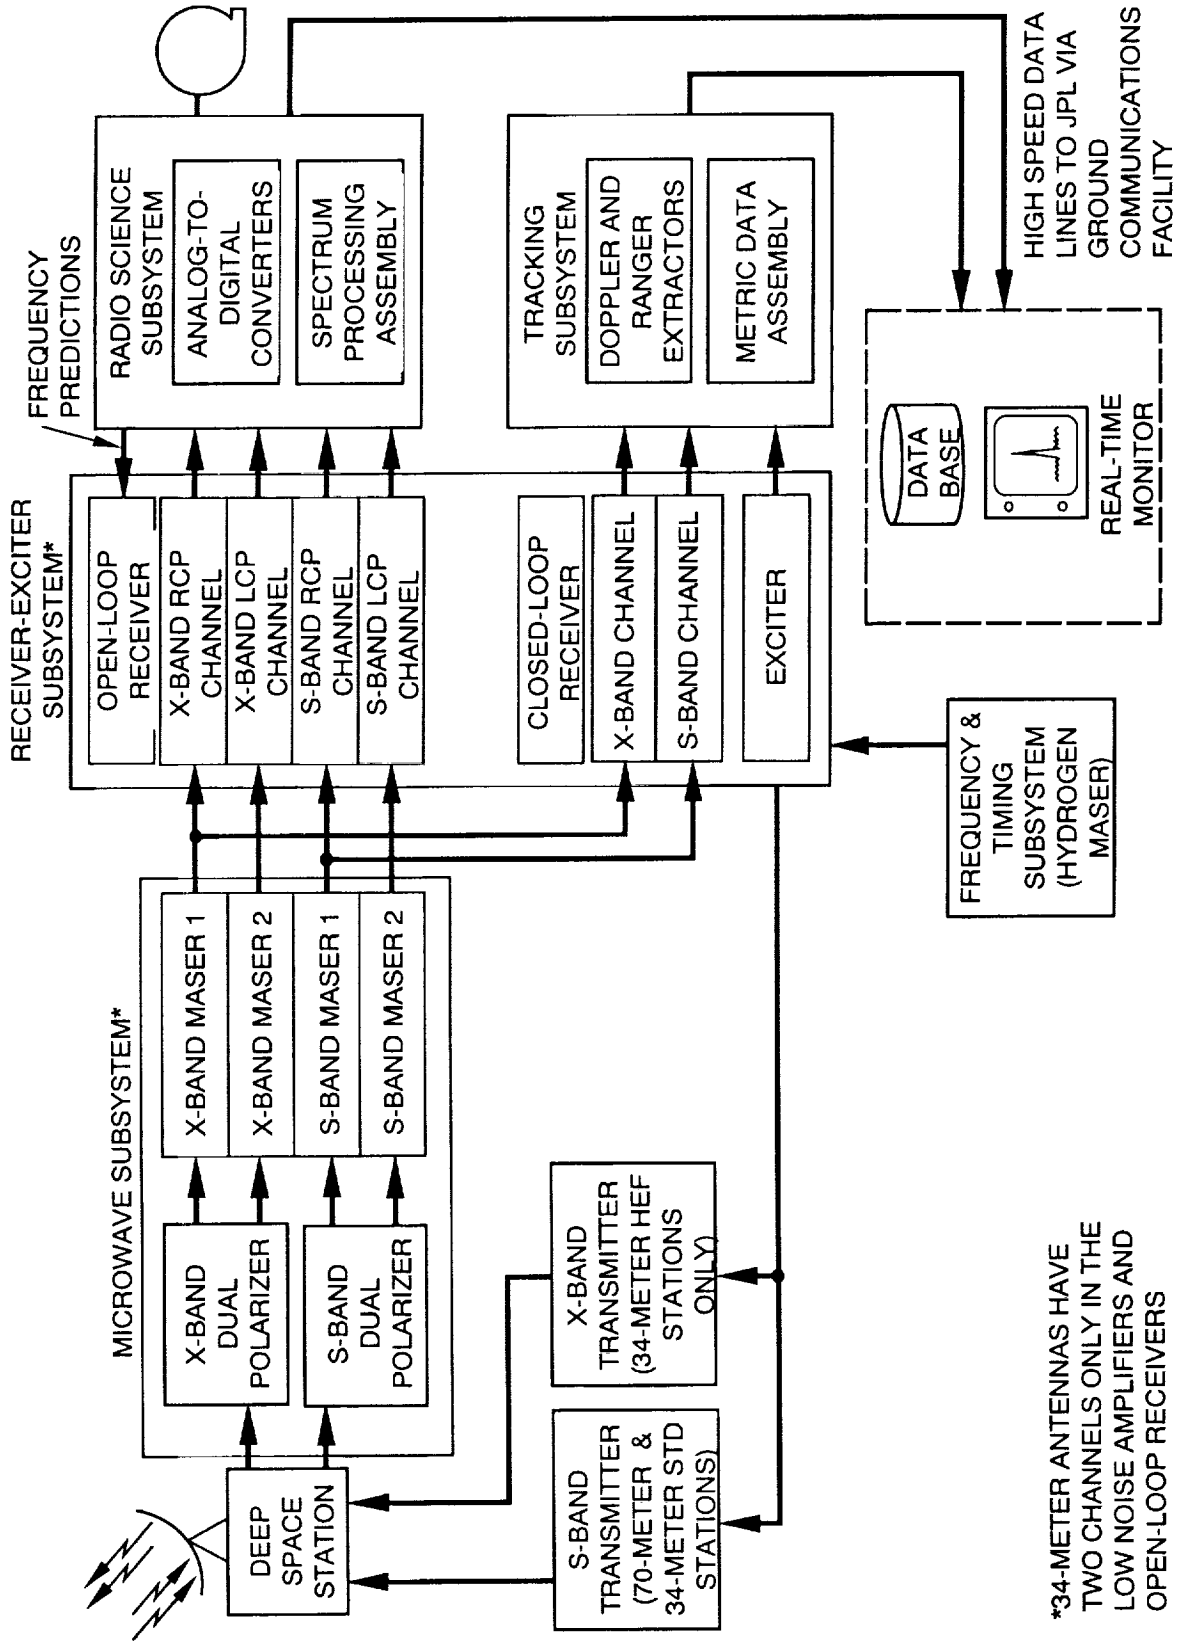 FREQUENCY
PREDICTIONS
RECEIVER-EXCITER
SUBSYSTEM*
MICROWAVE SUBSYSTEM*
DEEP
SPACE
STATION
X-BAND
DUAL
POLARIZER
S-BAND
DUAL
POLARIZER
X-BAND MASER 1
X-BAND MASER 2
S-BAND MASER 1
S-BAND MASER 2
OPEN-LOOP
RECEIVER
X-BAND RCP
CHANNEL
X-BAND LCP
CHANNEL
S-BAND RCP
CHANNEL
S-BAND LCP
CHANNEL
CLOSED-LOOP
RECEIVER
X-BAND CHANNEL
S-BAND CHANNEL
EXCITER
RADIO SCIENCE
SUBSYSTEM
ANALOG-TO-
DIGITAL
CONVERTERS
SPECTRUM
PROCESSING
ASSEMBLY
TRACKING
SUBSYSTEM
DOPPLER AND
RANGER
EXTRACTORS
METRIC DATA
ASSEMBLY
S-BAND
TRANSMITTER
(70-METER &
34-METER STD
STATIONS)
X-BAND
TRANSMITTER
(34-METER HEF
STATIONS
ONLY)
FREQUENCY &
TIMING
SUBSYSTEM
(HYDROGEN
MASER)
DATA
BASE
REAL-TIME
MONITOR
HIGH SPEED DATA
LINES TO JPL VIA
GROUND
COMMUNICATIONS
FACILITY
*34-METER ANTENNAS HAVE
TWO CHANNELS ONLY IN THE
LOW NOISE AMPLIFIERS AND
OPEN-LOOP RECEIVERS